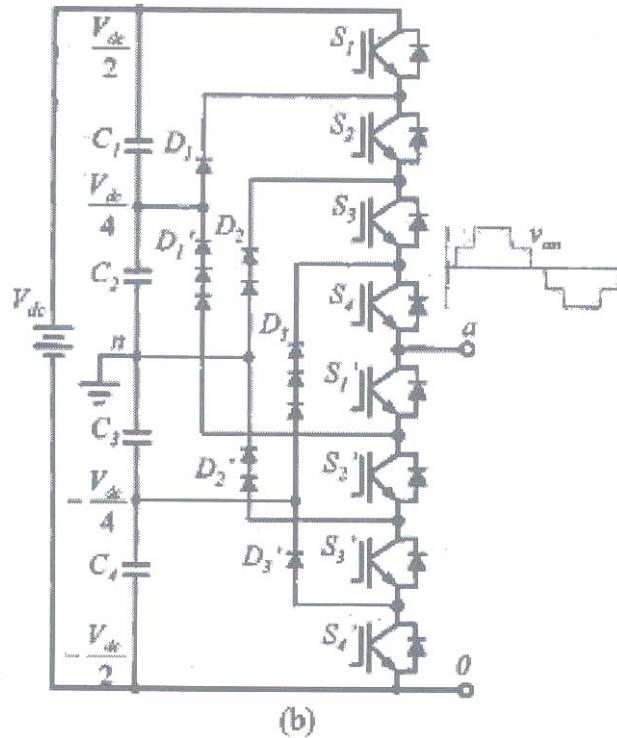 V_dc/2
S_1
C_1
D_1
S_2
V_dc/4
S_3
D_1'
D_2
v_an
C_2
V_dc
S_4
D_3
n
a
S_1'
C_3
D_2'
S_2'
-V_dc/4
D_3'
S_3'
C_4
S_4'
-V_dc/2
0
(b)